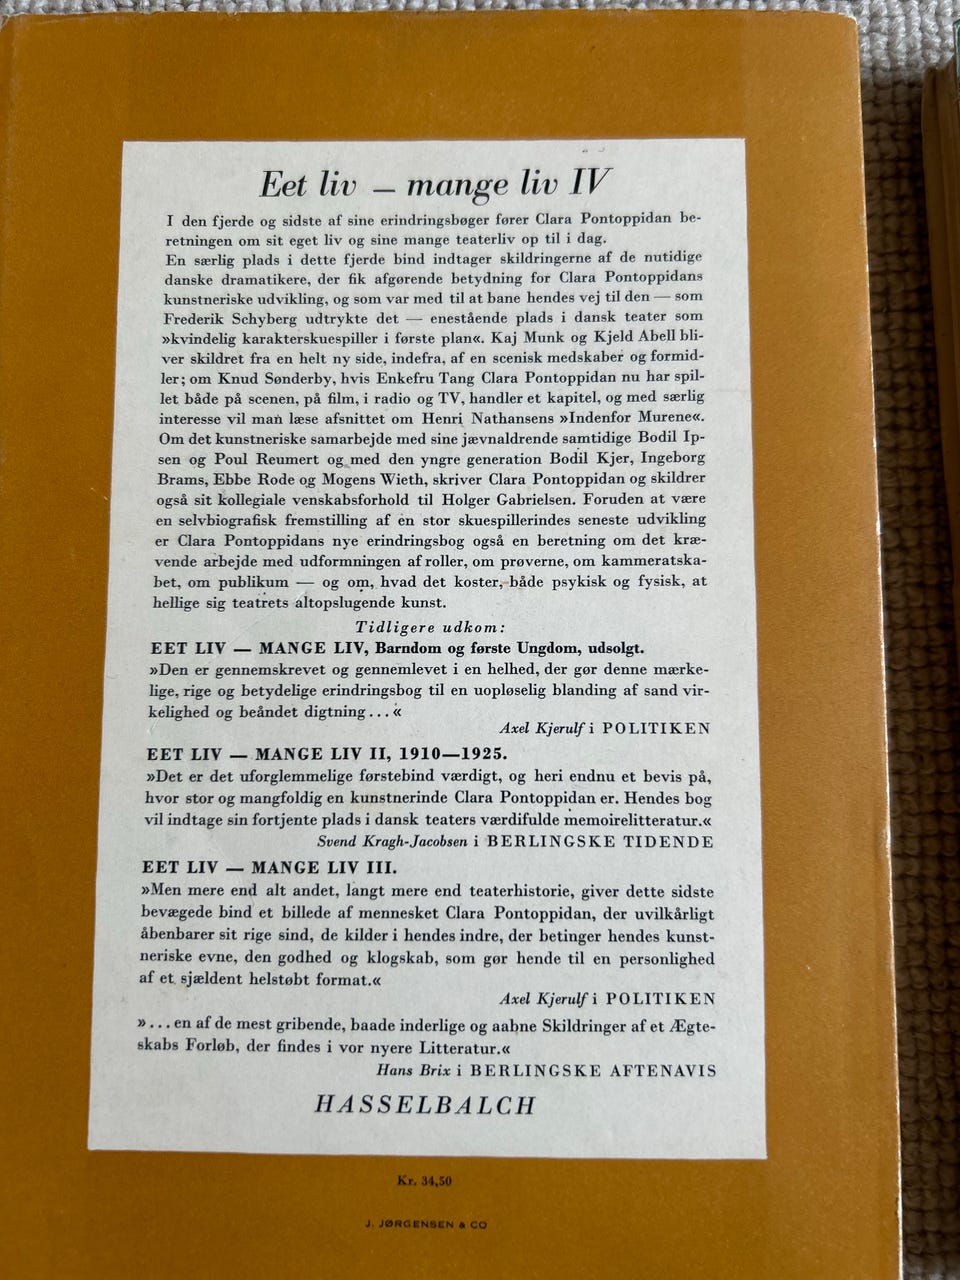 Eet liv — mange liv IV
I den fjerde og sidste af sine erindringsbøger fører Clara Pontoppidan be-
retningen om sit eget liv og sine mange teaterliv op til i dag.
En særlig plads i dette fjerde bind indtager skildringerne af de nutidige
danske dramatikere, der fik afgørende betydning for Clara Pontoppidans
kunstneriske udvikling, og som var med til at bane hendes vej til den — som
Frederik Schyberg udtrykte det — enestående plads i dansk teater som
»kvindelig karakterskuespiller i første plan«. Kaj Munk og Kjeld Abell bli-
ver skildret fra en helt ny side, indefra, af en scenisk medskaber og formid-
ler; om Knud Sønderby, hvis Enkefru Tang Clara Pontoppidan nu har spil-
let både på scenen, på film, i radio og TV, handler et kapitel, og med særlig
interesse vil man læse afsnittet om Henri Nathansens »Indenfor Murene«.
Om det kunstneriske samarbejde med sine jævnaldrende samtidige Bodil Ip-
sen og Poul Reumert og med den yngre generation Bodil Kjer, Ingeborg
Brams, Ebbe Rode og Mogens Wieth, skriver Clara Pontoppidan og skildrer
også sit kollegiale venskabsforhold til Holger Gabrielsen. Foruden at være
en selvbiografisk fremstilling af en stor skuespillerindes seneste udvikling
er Clara Pontoppidans nye erindringsbog også en beretning om det kræ-
vende arbejde med udformningen af roller, om prøverne, om kammeratska-
bet, om publikum — og om, hvad det koster, både psykisk og fysisk, at
hellige sig teatrets altopslugende kunst.
Tidligere udkom:
EET LIV — MANGE LIV, Barndom og første Ungdom, udsolgt.
»Den er gennemskrevet og gennemlevet i en helhed, der gør denne mærke-
lige, rige og betydelige erindringsbog til en uopløselig blanding af sand vir-
kelighed og beåndet digtning . . . «
Axel Kjerulf i POLITIKEN
EET LIV — MANGE LIV II, 1910—1925.
»Det er det uforglemmelige førstebind værdigt, og heri endnu et bevis på,
hvor stor og mangfoldig en kunstnerinde Clara Pontoppidan er. Hendes bog
vil indtage sin fortjente plads i dansk teaters værdifulde memoirelitteratur.«
Svend Kragh-Jacobsen i BERLINGSKE TIDENDE
EET LIV — MANGE LIV III.
»Men mere end alt andet, langt mere end teaterhistorie, giver dette sidste
bevægede bind et billede af mennesket Clara Pontoppidan, der uvilkårligt
åbenbarer sit rige sind, de kilder i hendes indre, der betinger hendes kunst-
neriske evne, den godhed og klogskab, som gør hende til en personlighed
af et sjældent helstøbt format.«
Axel Kjerulf i POLITIKEN
» . . . en af de mest gribende, baade inderlige og aabne Skildringer af et Ægte-
skabs Forløb, der findes i vor nyere Litteratur.«
Hans Brix i BERLINGSKE AFTENAVIS
HASSELBALCH
Kr. 34,50
J. JØRGENSEN & CO